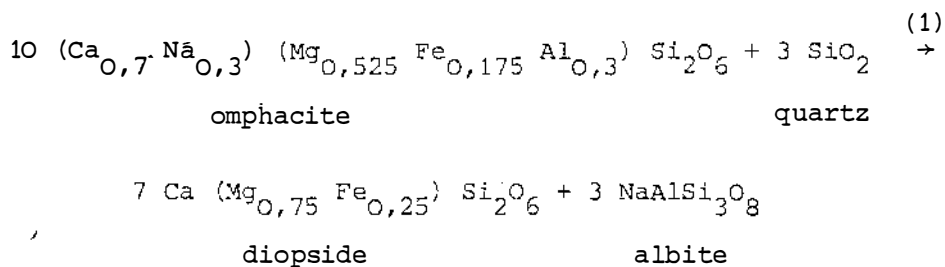 (1)
10 (Ca0,7 Ná0,3) (Mg0,525 Fe0,175 Al0,3) Si2O6 + 3 SiO2 →
omphacite quartz
7 Ca (Mg0,75 Fe0,25) Si2O6 + 3 NaAlSi3O8
diopside albite